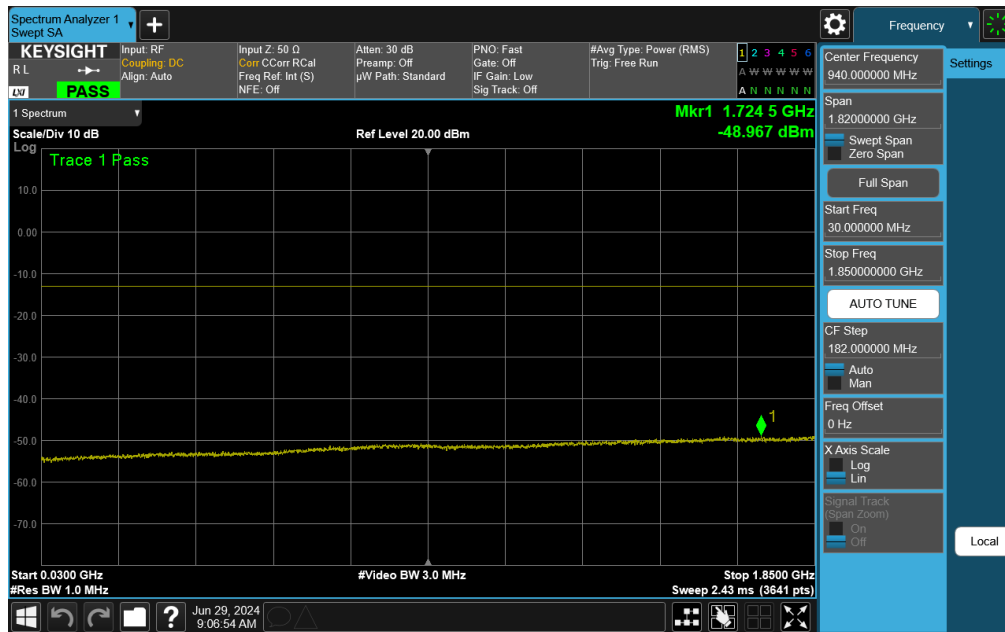 Spectrum Analyzer 1
Swept SA
Frequency
KEYSIGHT
R L
LXI
PASS
Input: RF
Coupling: DC
Align: Auto
Input Z: 50 Ω
Corr CCorr RCal
Freq Ref: Int (S)
NFE: Off
Atten: 30 dB
Preamp: Off
µW Path: Standard
PNO: Fast
Gate: Off
IF Gain: Low
Sig Track: Off
#Avg Type: Power (RMS)
Trig: Free Run
1 2 3 4 5 6
A W W W W W
A N N N N N
1 Spectrum
Mkr1 1.724 5 GHz
Scale/Div 10 dB
Ref Level 20.00 dBm
-48.967 dBm
Log
Trace 1 Pass
10.0
0.00
-10.0
-20.0
-30.0
-40.0
1
-50.0
-60.0
-70.0
Start 0.0300 GHz
#Video BW 3.0 MHz
Stop 1.8500 GHz
#Res BW 1.0 MHz
Sweep 2.43 ms (3641 pts)
Jun 29, 2024
9:06:54 AM
?
Center Frequency
940.000000 MHz
Settings
Span
1.82000000 GHz
Swept Span
Zero Span
Full Span
Start Freq
30.000000 MHz
Stop Freq
1.850000000 GHz
AUTO TUNE
CF Step
182.000000 MHz
Auto
Man
Freq Offset
0 Hz
X Axis Scale
Log
Lin
Signal Track
(Span Zoom)
On
Off
Local